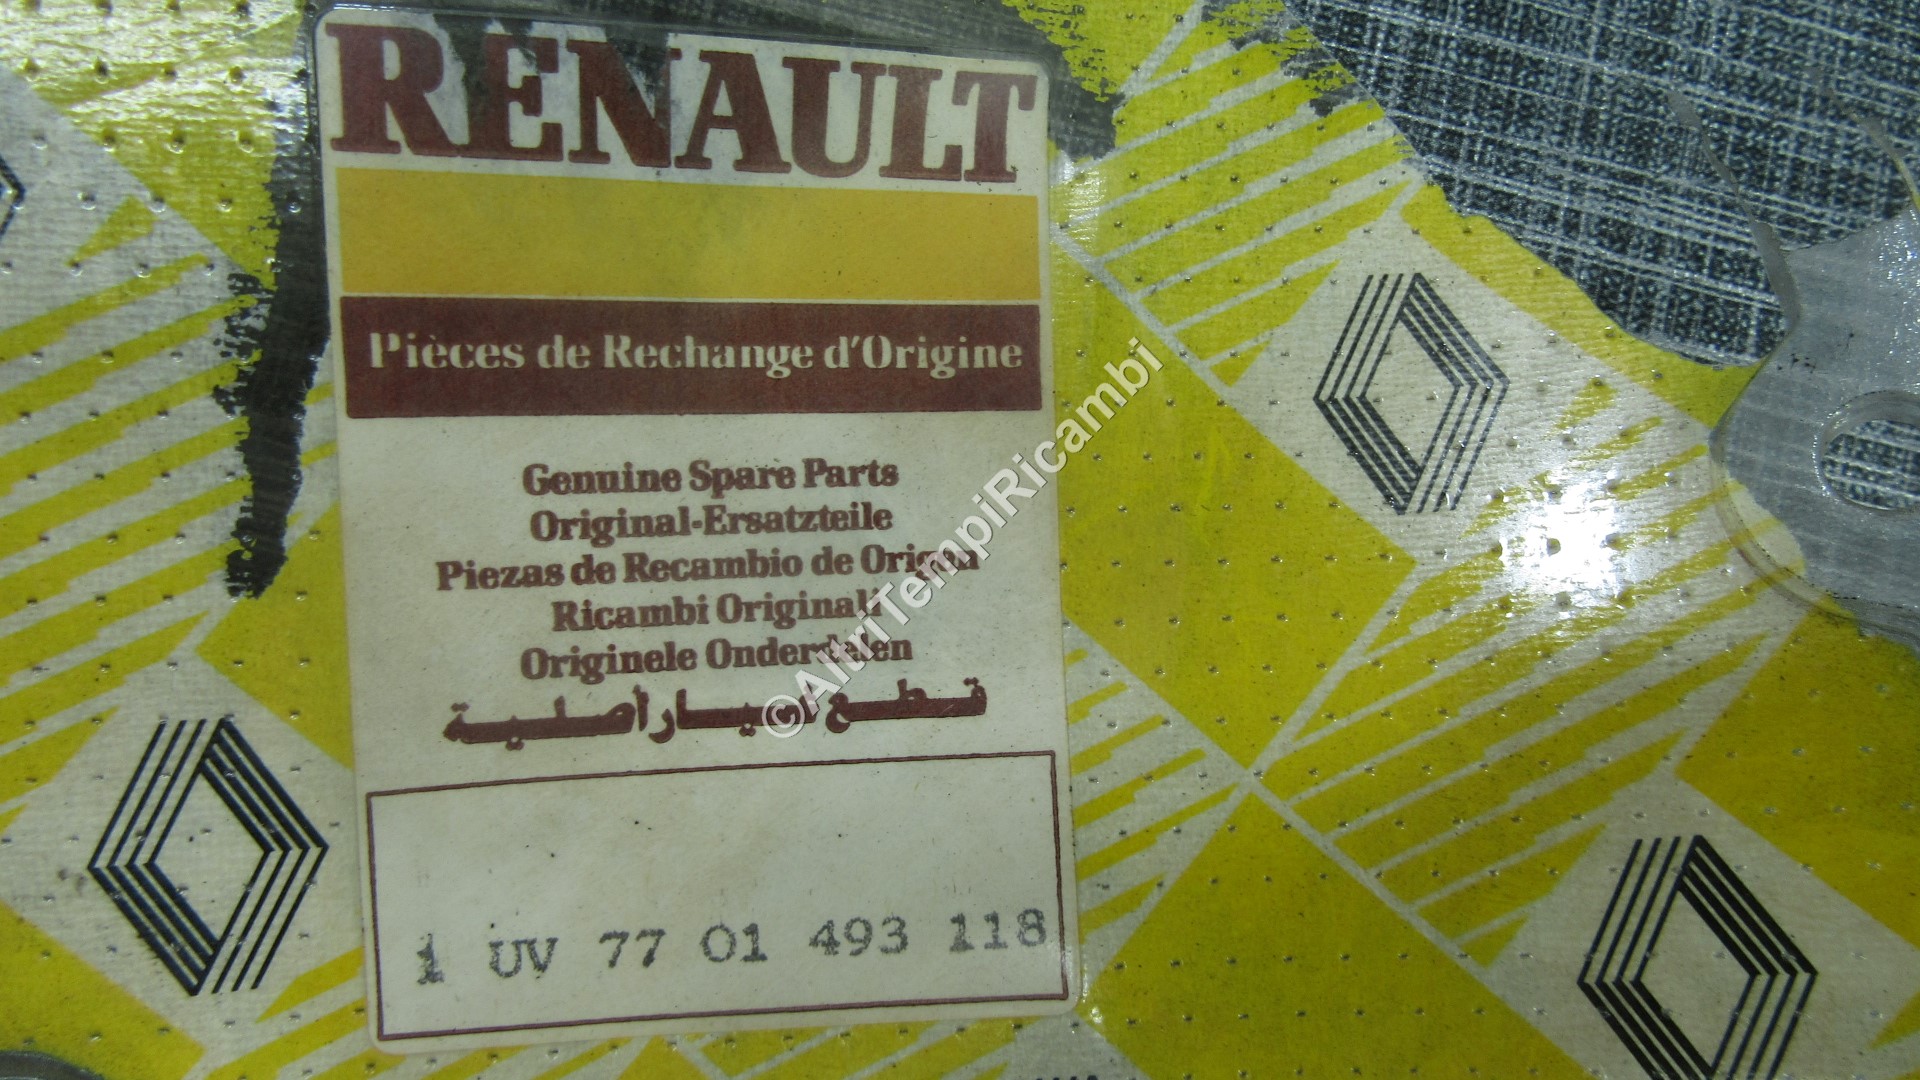 RENAULT
Pièces de Rechange d'Origine
Genuine Spare Parts
Original-Ersatzteile
Piezas de Recambio de Origen
Ricambi Originali
Originele Onderdelen
قطع سيار أصلية
1 UV 77 01 493 118
©AltriTempiRicambi